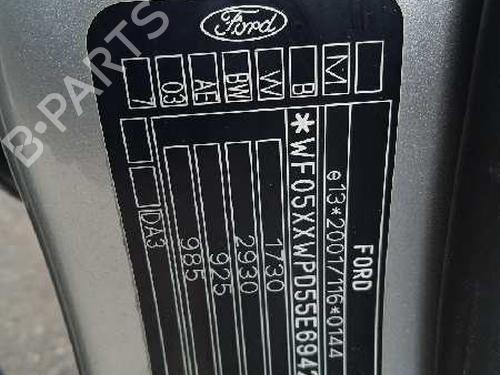 Ford
FORD
e13*2001/116*0144
*WF05XXWPD55E694
1730
2930
925
985
DA3
M
B
W
BW
AE
03
7
B-PARTS